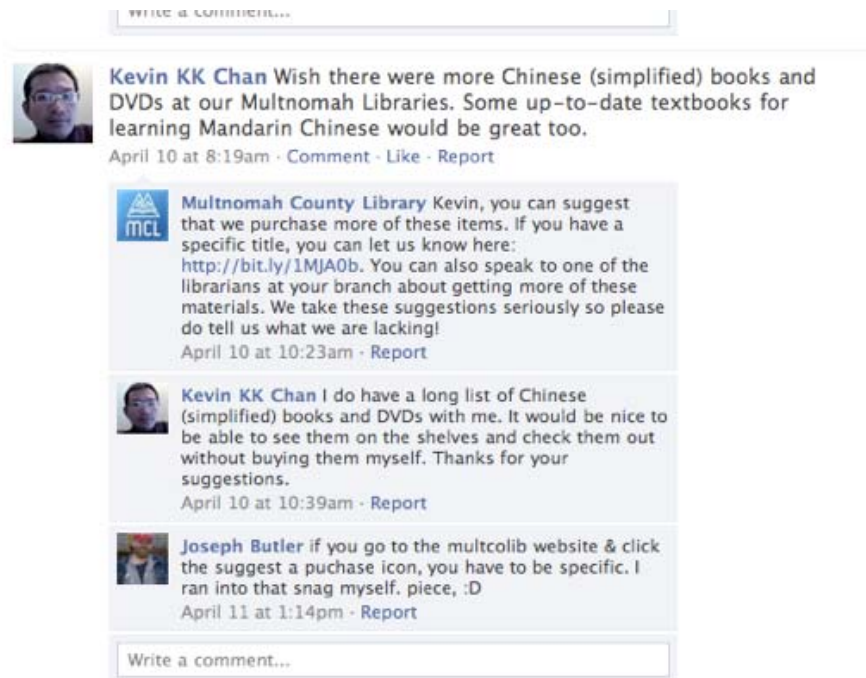 Write a comment...
Kevin KK Chan Wish there were more Chinese (simplified) books and
DVDs at our Multnomah Libraries. Some up-to-date textbooks for
learning Mandarin Chinese would be great too.
April 10 at 8:19am · Comment · Like · Report
MCL
Multnomah County Library Kevin, you can suggest
that we purchase more of these items. If you have a
specific title, you can let us know here:
http://bit.ly/1MJA0b. You can also speak to one of the
librarians at your branch about getting more of these
materials. We take these suggestions seriously so please
do tell us what we are lacking!
April 10 at 10:23am · Report
Kevin KK Chan I do have a long list of Chinese
(simplified) books and DVDs with me. It would be nice to
be able to see them on the shelves and check them out
without buying them myself. Thanks for your
suggestions.
April 10 at 10:39am · Report
Joseph Butler if you go to the multcolib website & click
the suggest a puchase icon, you have to be specific. I
ran into that snag myself. piece, :D
April 11 at 1:14pm · Report
Write a comment...